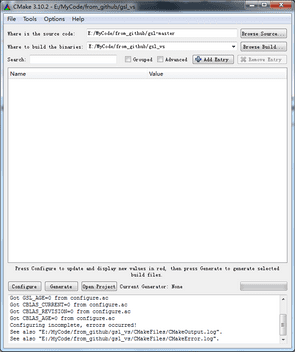 CMake 3.10.2 - E:/MyCode/from_github/gsl_vs
File Tools Options Help
Where is the source code: E:/MyCode/from_github/gsl-master Browse Source...
Where to build the binaries: E:/MyCode/from_github/gsl_vs Browse Build...
Search: Grouped Advanced Add Entry Remove Entry
Name Value
Press Configure to update and display new values in red, then press Generate to generate selected
build files.
Configure Generate Open Project Current Generator: None
Got GSL_AGE=0 from configure.ac
Got CBLAS_CURRENT=0 from configure.ac
Got CBLAS_REVISION=0 from configure.ac
Got CBLAS_AGE=0 from configure.ac
Configuring incomplete, errors occurred!
See also "E:/MyCode/from_github/gsl_vs/CMakeFiles/CMakeOutput.log".
See also "E:/MyCode/from_github/gsl_vs/CMakeFiles/CMakeError.log".